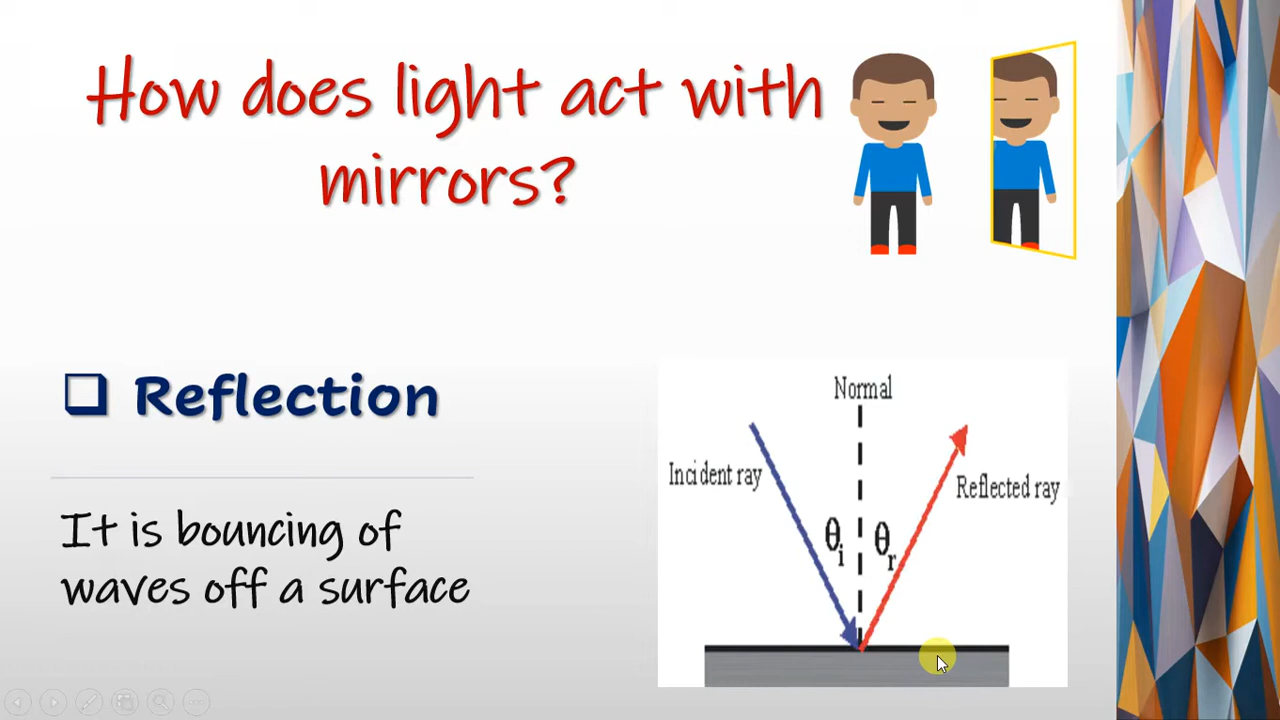 How does light act with
mirrors?
Reflection
It is bouncing of
waves off a surface
Normal
Incident ray
Reflected ray
θi
θr